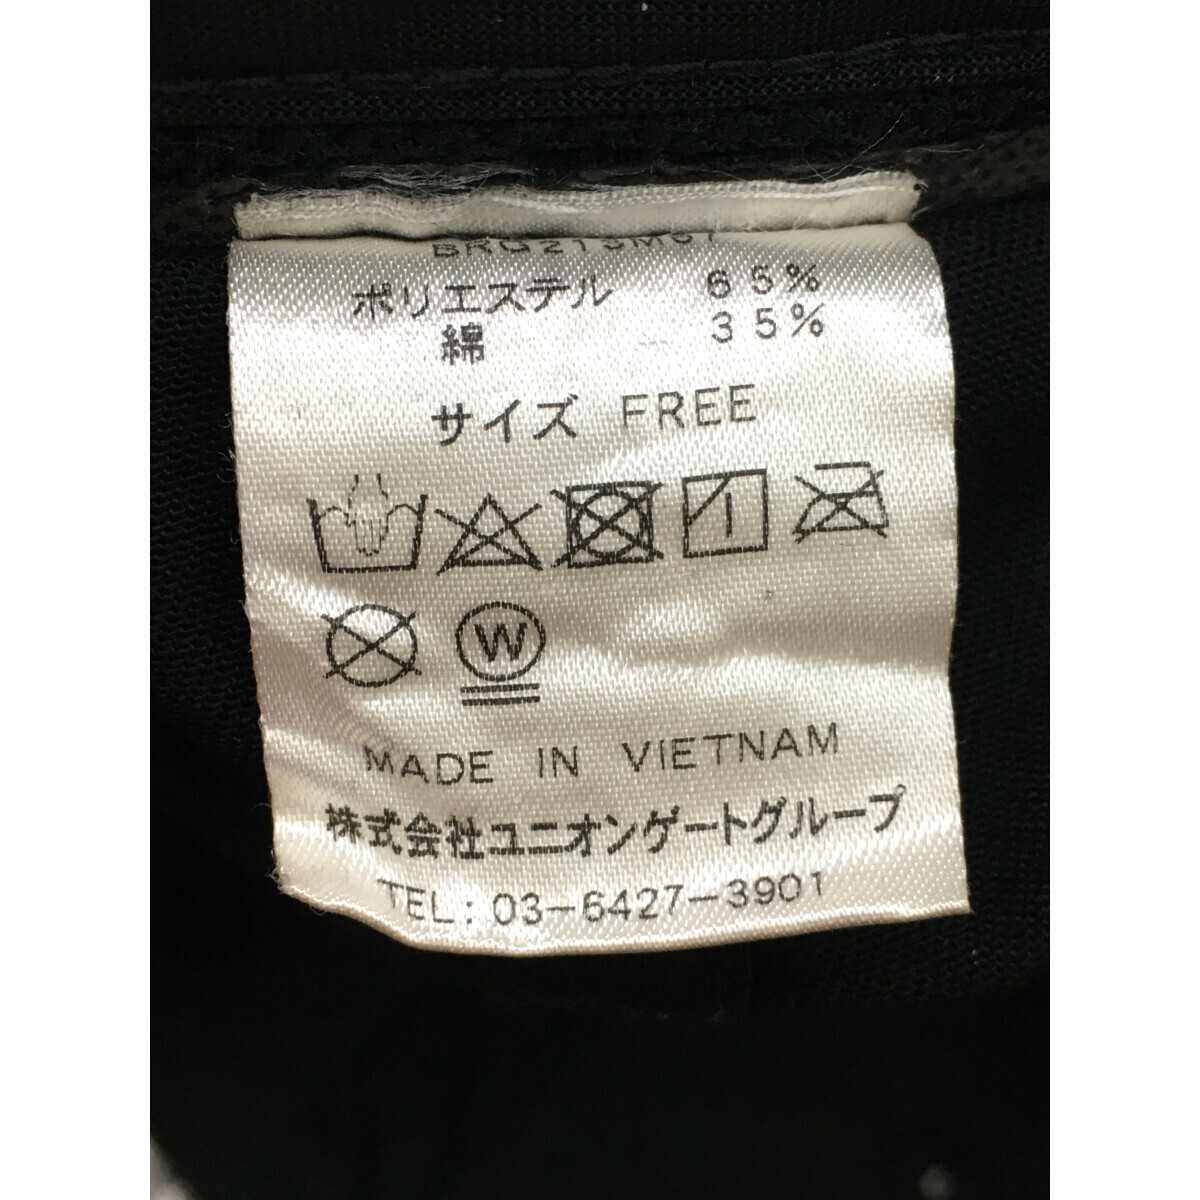 ポリエステル 65%
綿 35%
サイズ FREE
W
MADE IN VIETNAM
株式会社ユニオンゲートグループ
TEL: 03-6427-3901